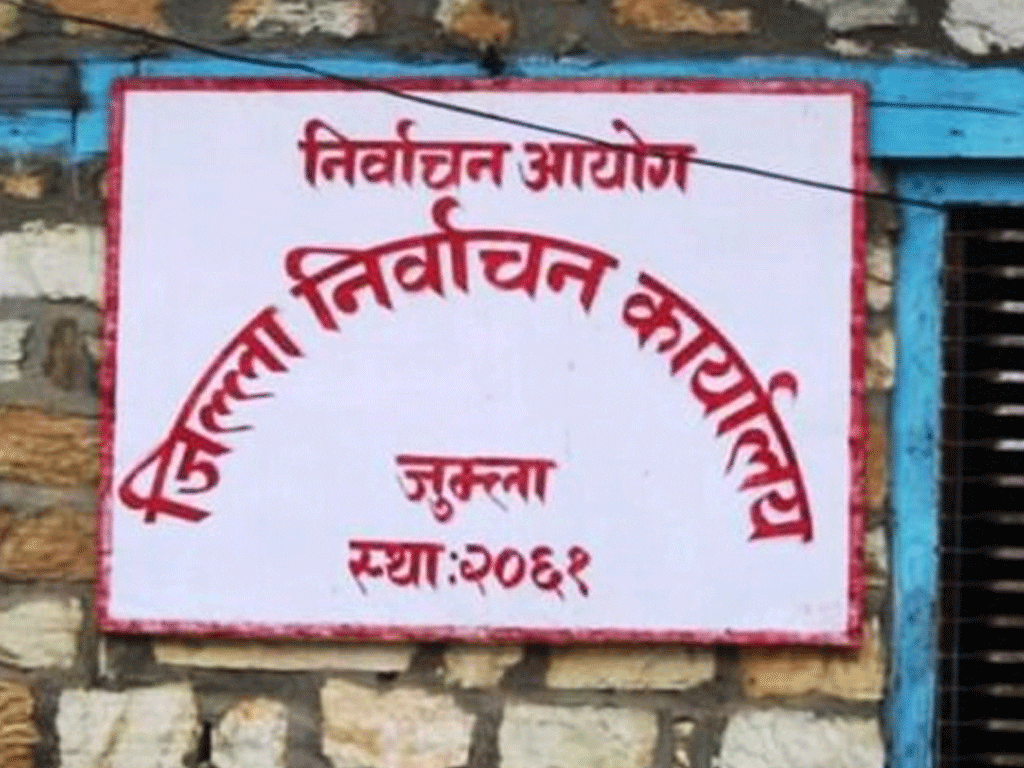 निर्वाचन आयोग
जिल्ला निर्वाचन कार्यालय
जुम्ला
स्था:२०६१